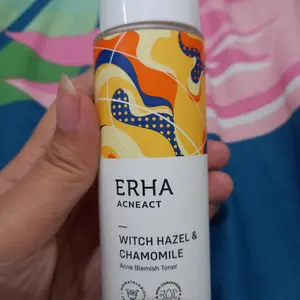 ERHA
ACNEACT
WITCH HAZEL &
CHAMOMILE
Acne Blemish Toner